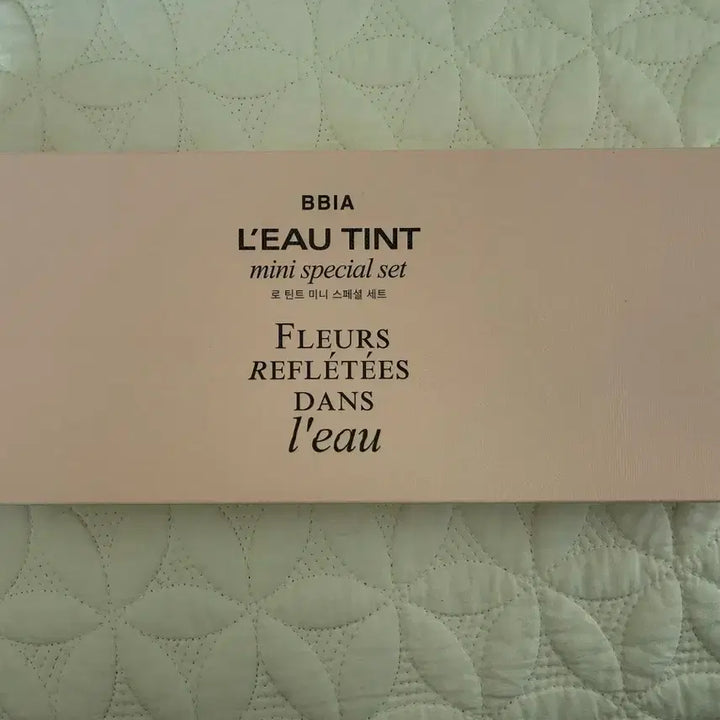 BBIA
L'EAU TINT
mini special set
로 틴트 미니 스페셜 세트
FLEURS
REFLÉTÉES
DANS
l'eau